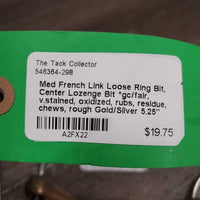 The Tack Collector
546384-298
Med French Link Loose Ring Bit,
Center Lozenge Bit *gc/fair,
v.stained, oxidized, rubs, residue,
chews, rough Gold/Silver 5.25"
A2FX22
$19.75